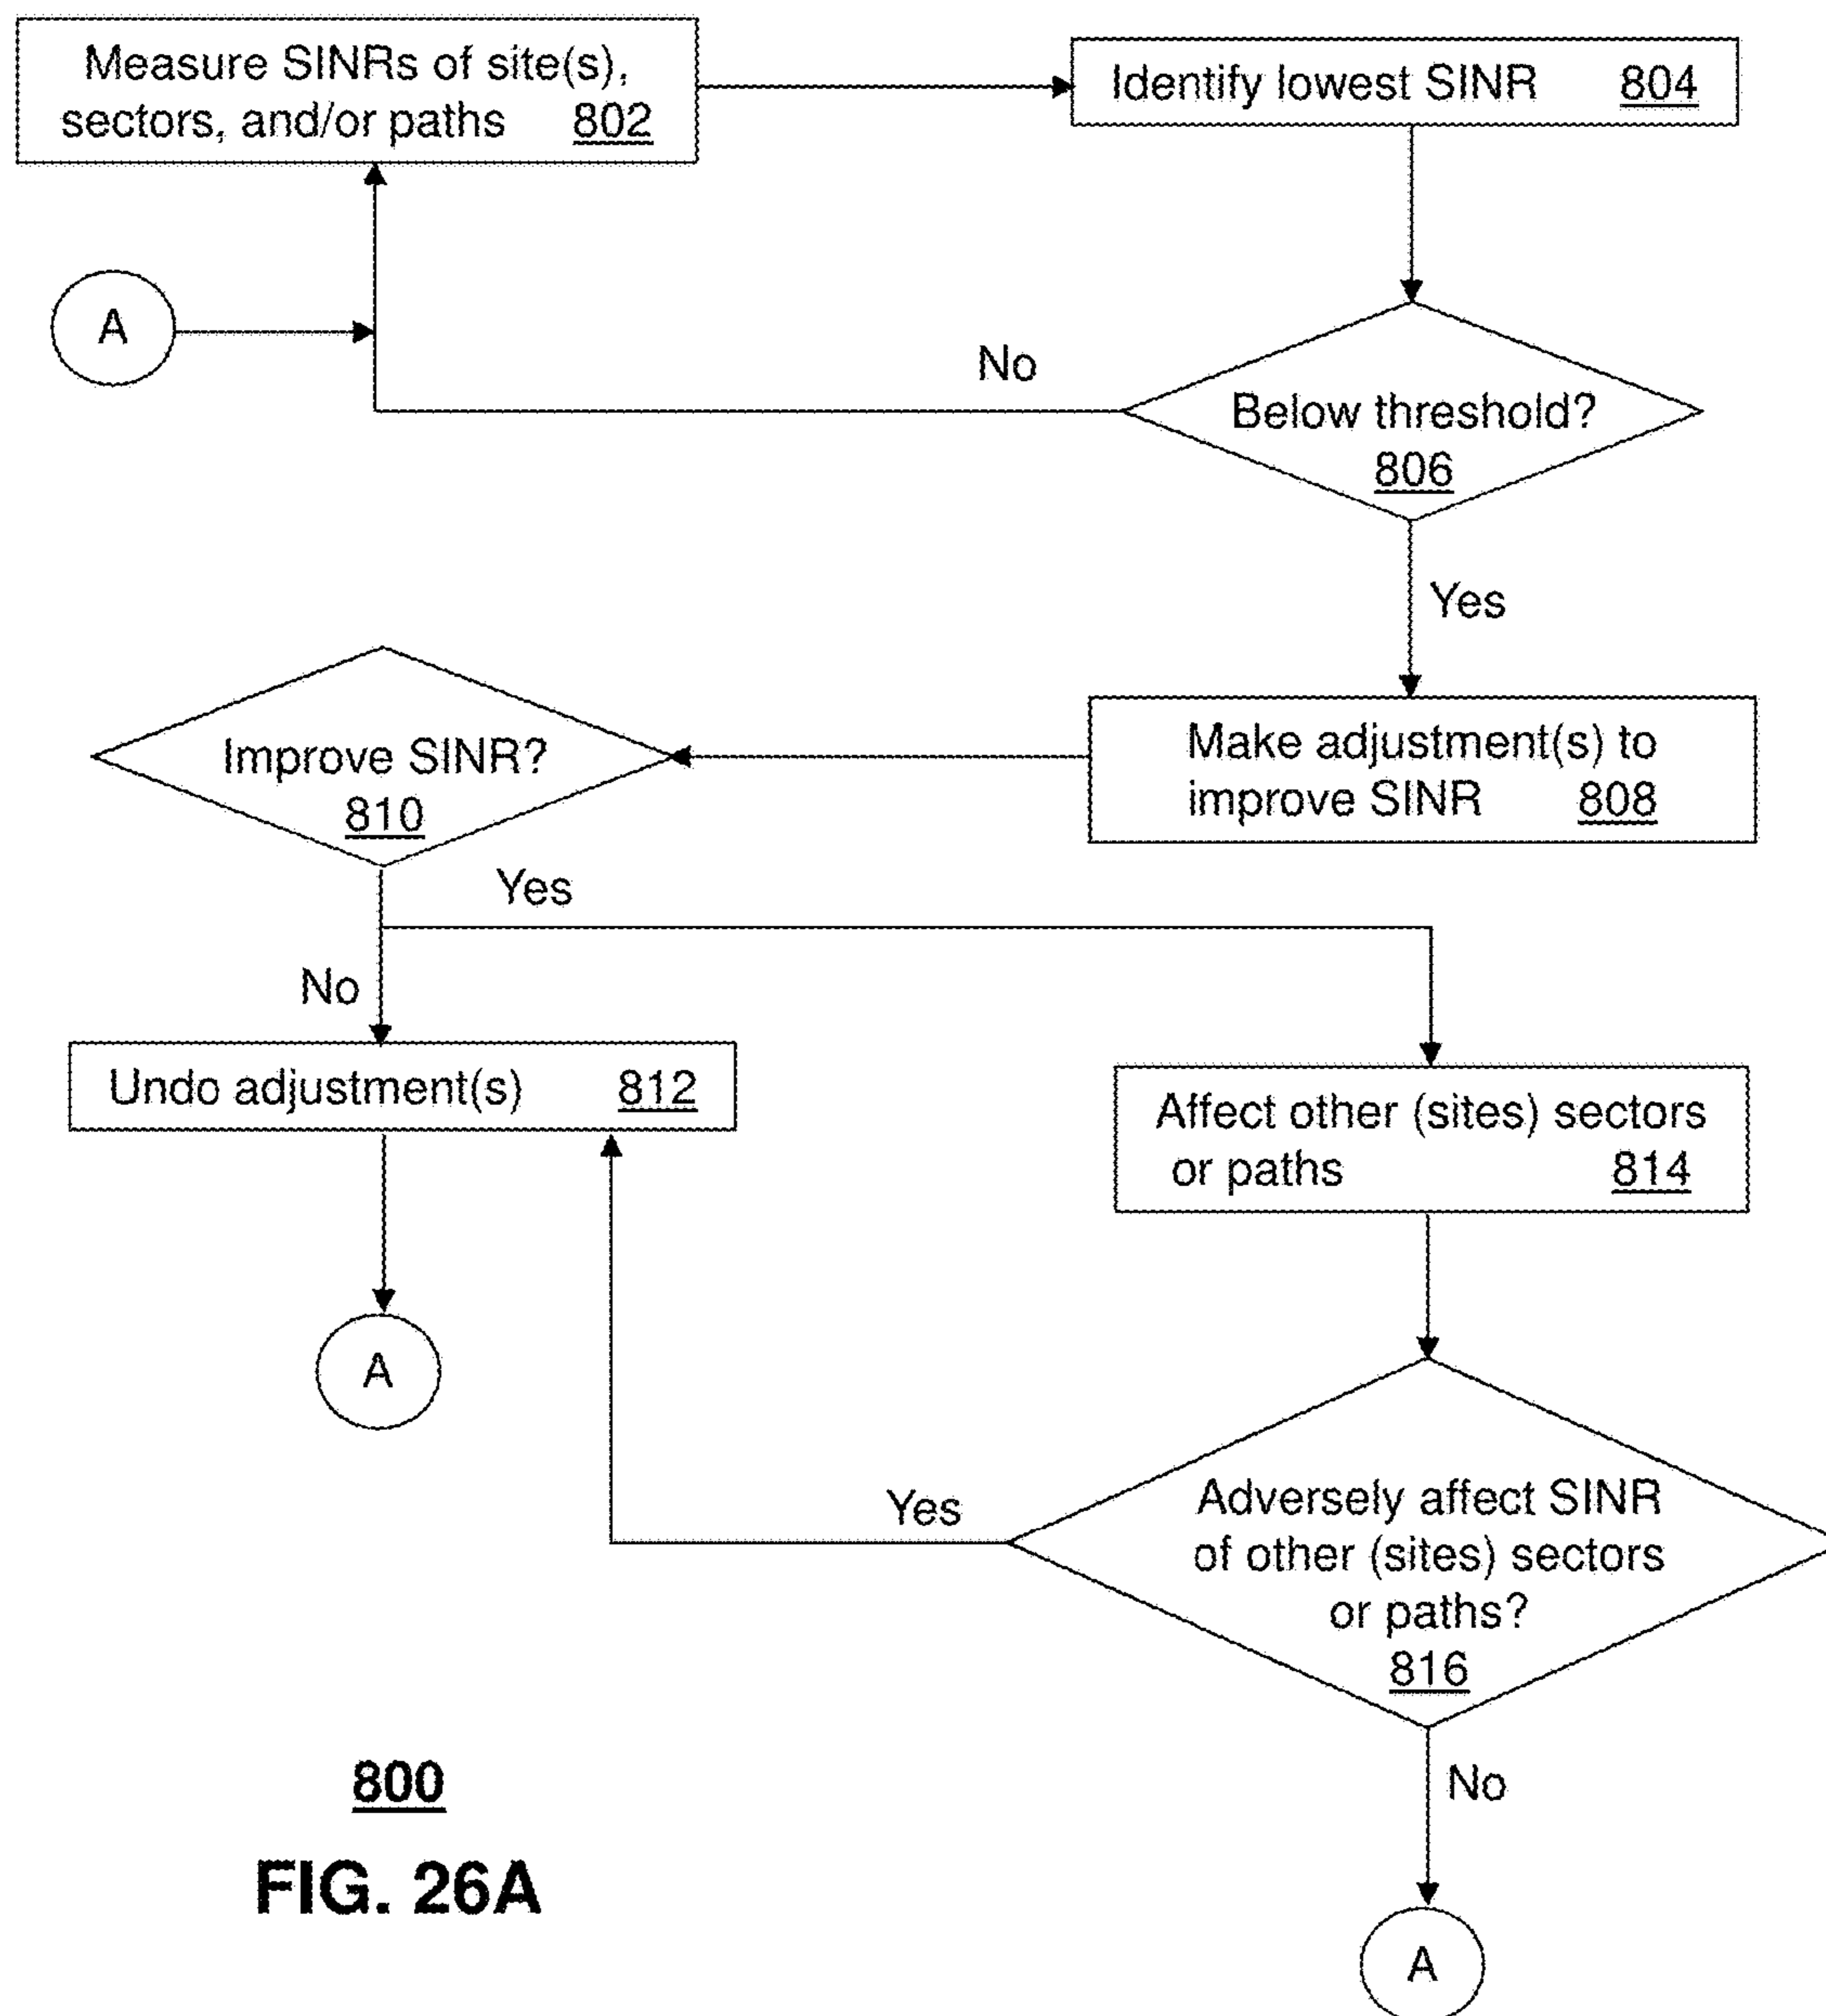 Measure SINRs of site(s),
sectors, and/or paths 802
Identify lowest SINR 804
A
No
Below threshold?
806
Yes
Improve SINR?
810
Make adjustment(s) to
improve SINR 808
Yes
No
Undo adjustment(s) 812
Affect other (sites) sectors
or paths 814
A
Yes
Adversely affect SINR
of other (sites) sectors
or paths?
816
No
800
FIG. 26A
A